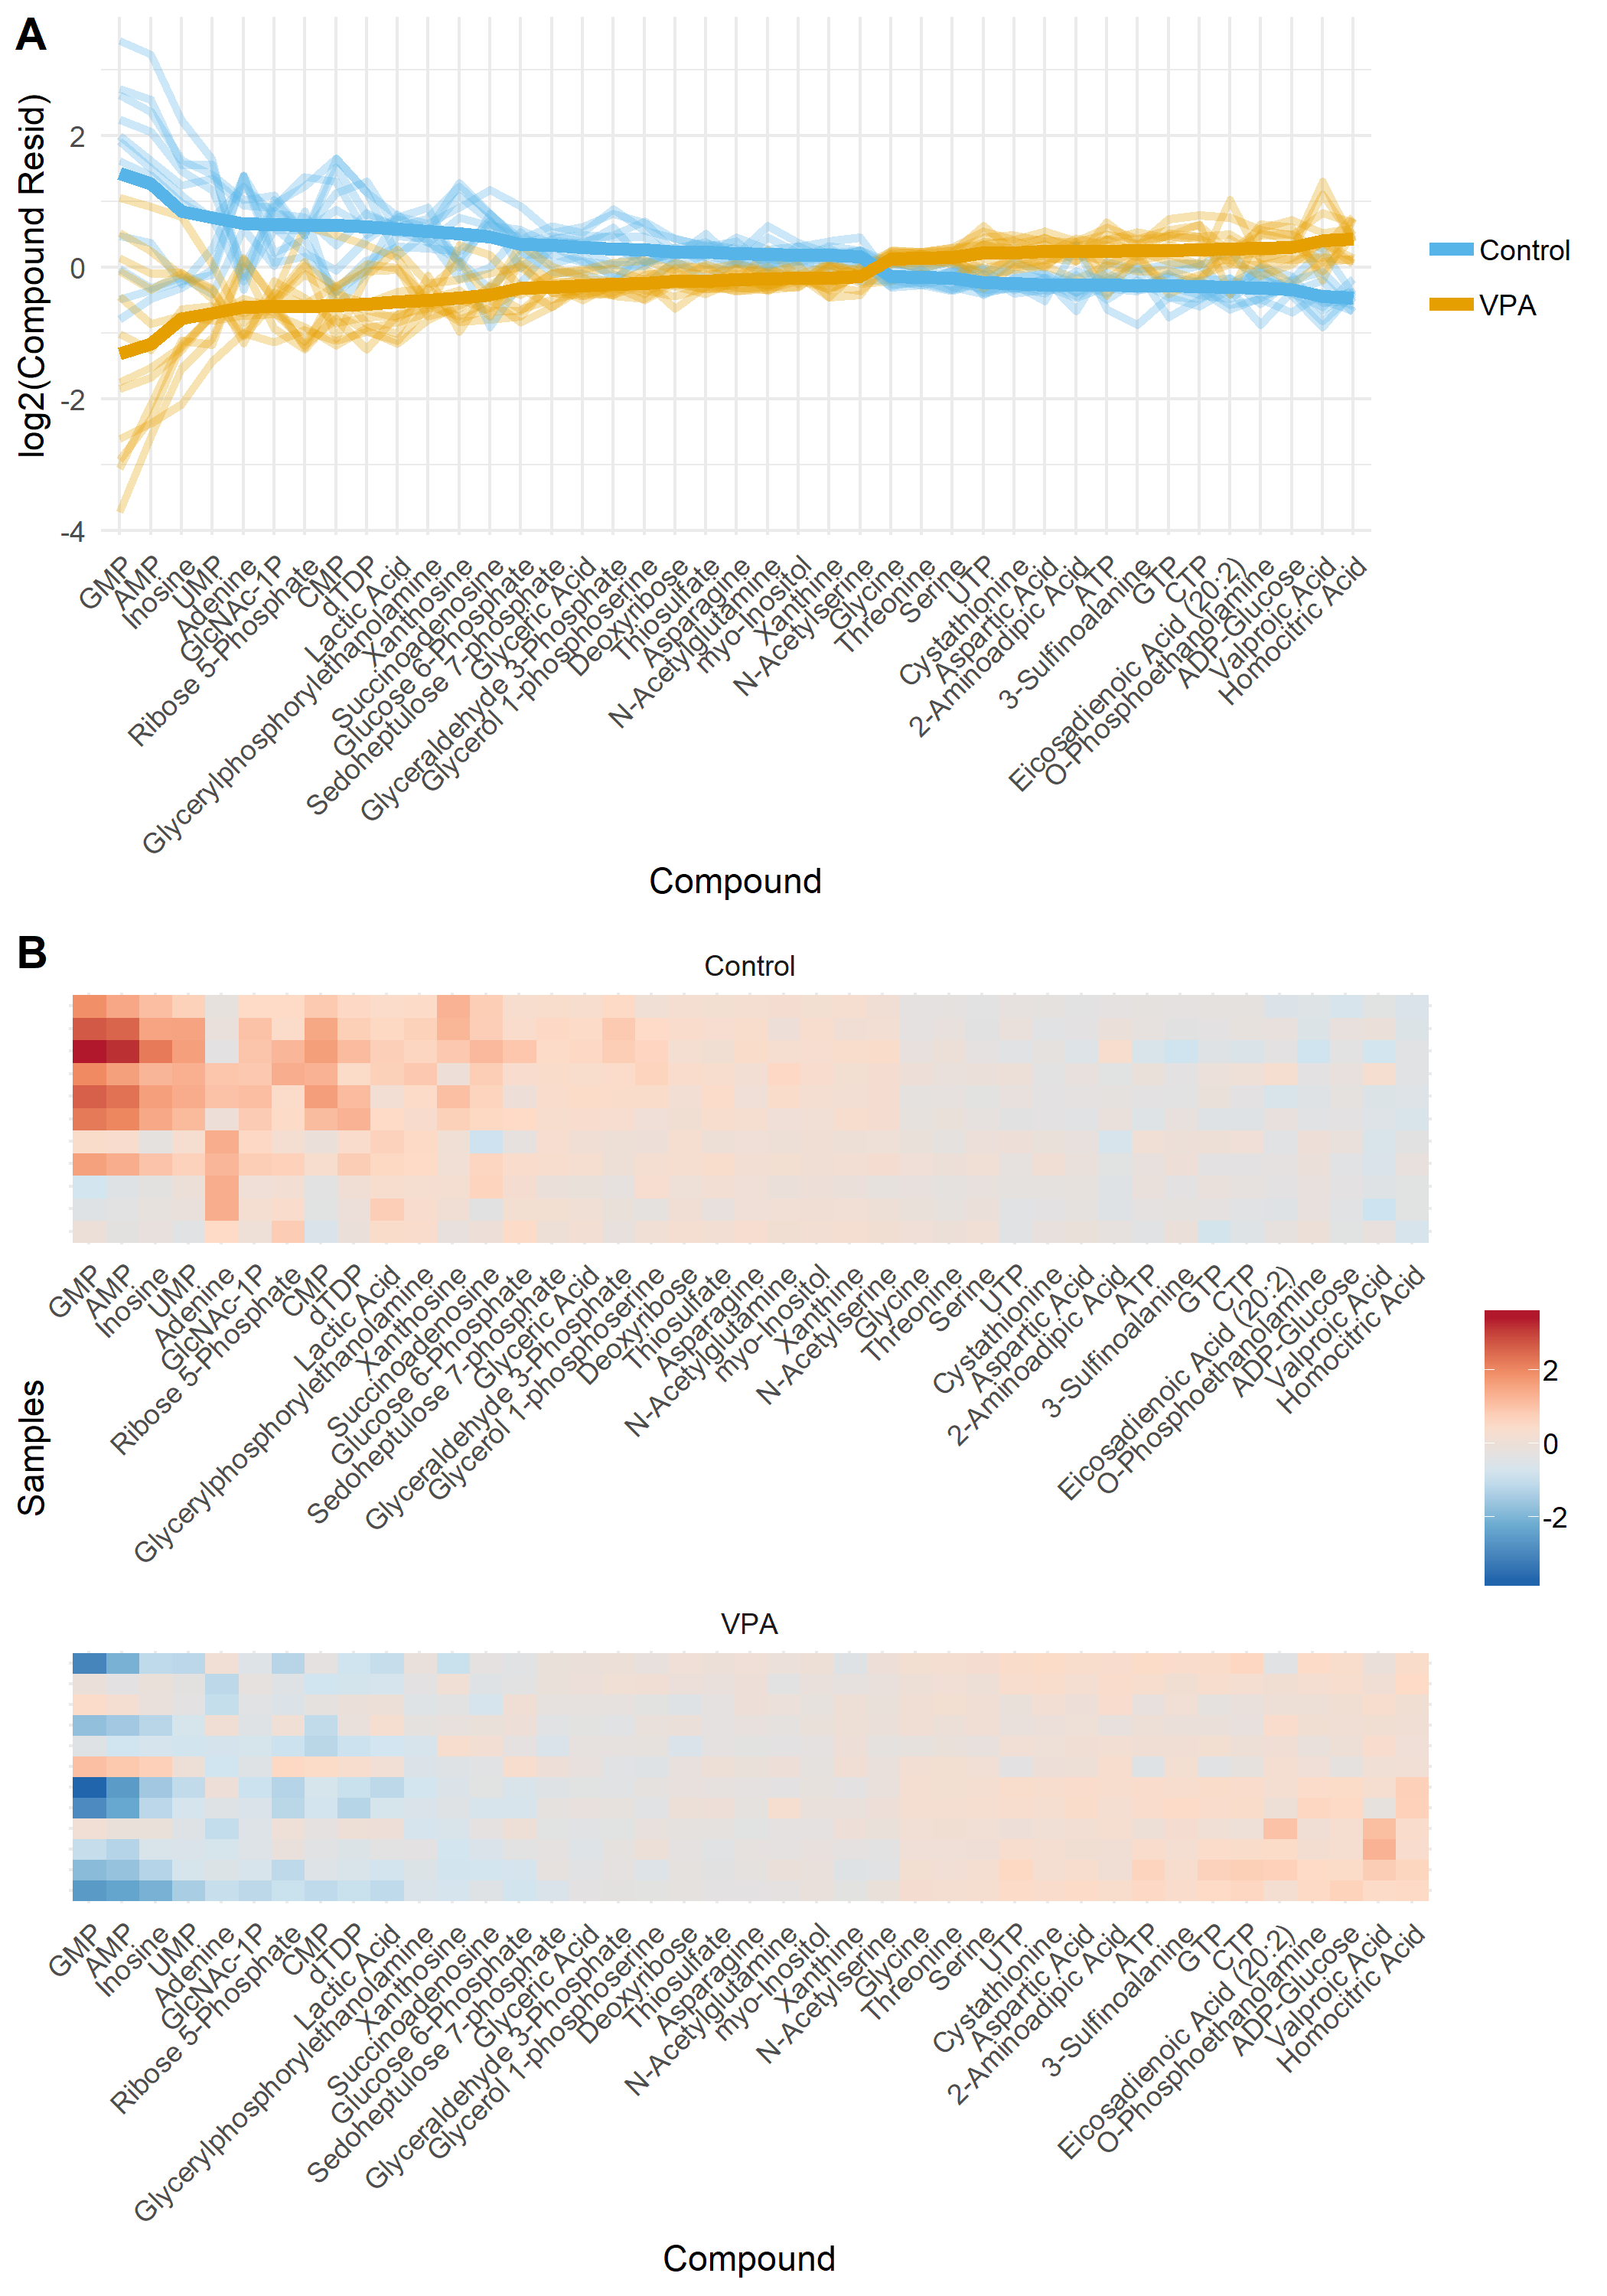 A
log2(Compound Resid)
2
0
-2
-4
Control
VPA
GMP
AMP
Inosine
UMP
Adenine
GlcNAc-1P
Ribose 5-Phosphate
CMP
dTDP
Lactic Acid
Glycerylphosphorylethanolamine
Xanthosine
Succinoadenosine
Glucose 6-Phosphate
Sedoheptulose 7-phosphate
Glyceric Acid
Glyceraldehyde 3-Phosphate
Glycerol 1-phosphoserine
Deoxyribose
Thiosulfate
Asparagine
N-Acetylglutamine
myo-Inositol
Xanthine
N-Acetylserine
Glycine
Threonine
Serine
UTP
Cystathionine
Aspartic Acid
2-Aminoadipic Acid
ATP
3-Sulfinoalanine
GTP
CTP
Eicosadienoic Acid (20:2)
O-Phosphoethanolamine
ADP-Glucose
Valproic Acid
Homocitric Acid
Compound
B
Control
GMP
AMP
Inosine
UMP
Adenine
GlcNAc-1P
Ribose 5-Phosphate
CMP
dTDP
Lactic Acid
Glycerylphosphorylethanolamine
Xanthosine
Succinoadenosine
Glucose 6-Phosphate
Sedoheptulose 7-phosphate
Glyceric Acid
Glyceraldehyde 3-Phosphate
Glycerol 1-phosphoserine
Deoxyribose
Thiosulfate
Asparagine
N-Acetylglutamine
myo-Inositol
Xanthine
N-Acetylserine
Glycine
Threonine
Serine
UTP
Cystathionine
Aspartic Acid
2-Aminoadipic Acid
ATP
3-Sulfinoalanine
GTP
CTP
Eicosadienoic Acid (20:2)
O-Phosphoethanolamine
ADP-Glucose
Valproic Acid
Homocitric Acid
Samples
2
0
-2
VPA
GMP
AMP
Inosine
UMP
Adenine
GlcNAc-1P
Ribose 5-Phosphate
CMP
dTDP
Lactic Acid
Glycerylphosphorylethanolamine
Xanthosine
Succinoadenosine
Glucose 6-Phosphate
Sedoheptulose 7-phosphate
Glyceric Acid
Glyceraldehyde 3-Phosphate
Glycerol 1-phosphoserine
Deoxyribose
Thiosulfate
Asparagine
N-Acetylglutamine
myo-Inositol
Xanthine
N-Acetylserine
Glycine
Threonine
Serine
UTP
Cystathionine
Aspartic Acid
2-Aminoadipic Acid
ATP
3-Sulfinoalanine
GTP
CTP
Eicosadienoic Acid (20:2)
O-Phosphoethanolamine
ADP-Glucose
Valproic Acid
Homocitric Acid
Compound